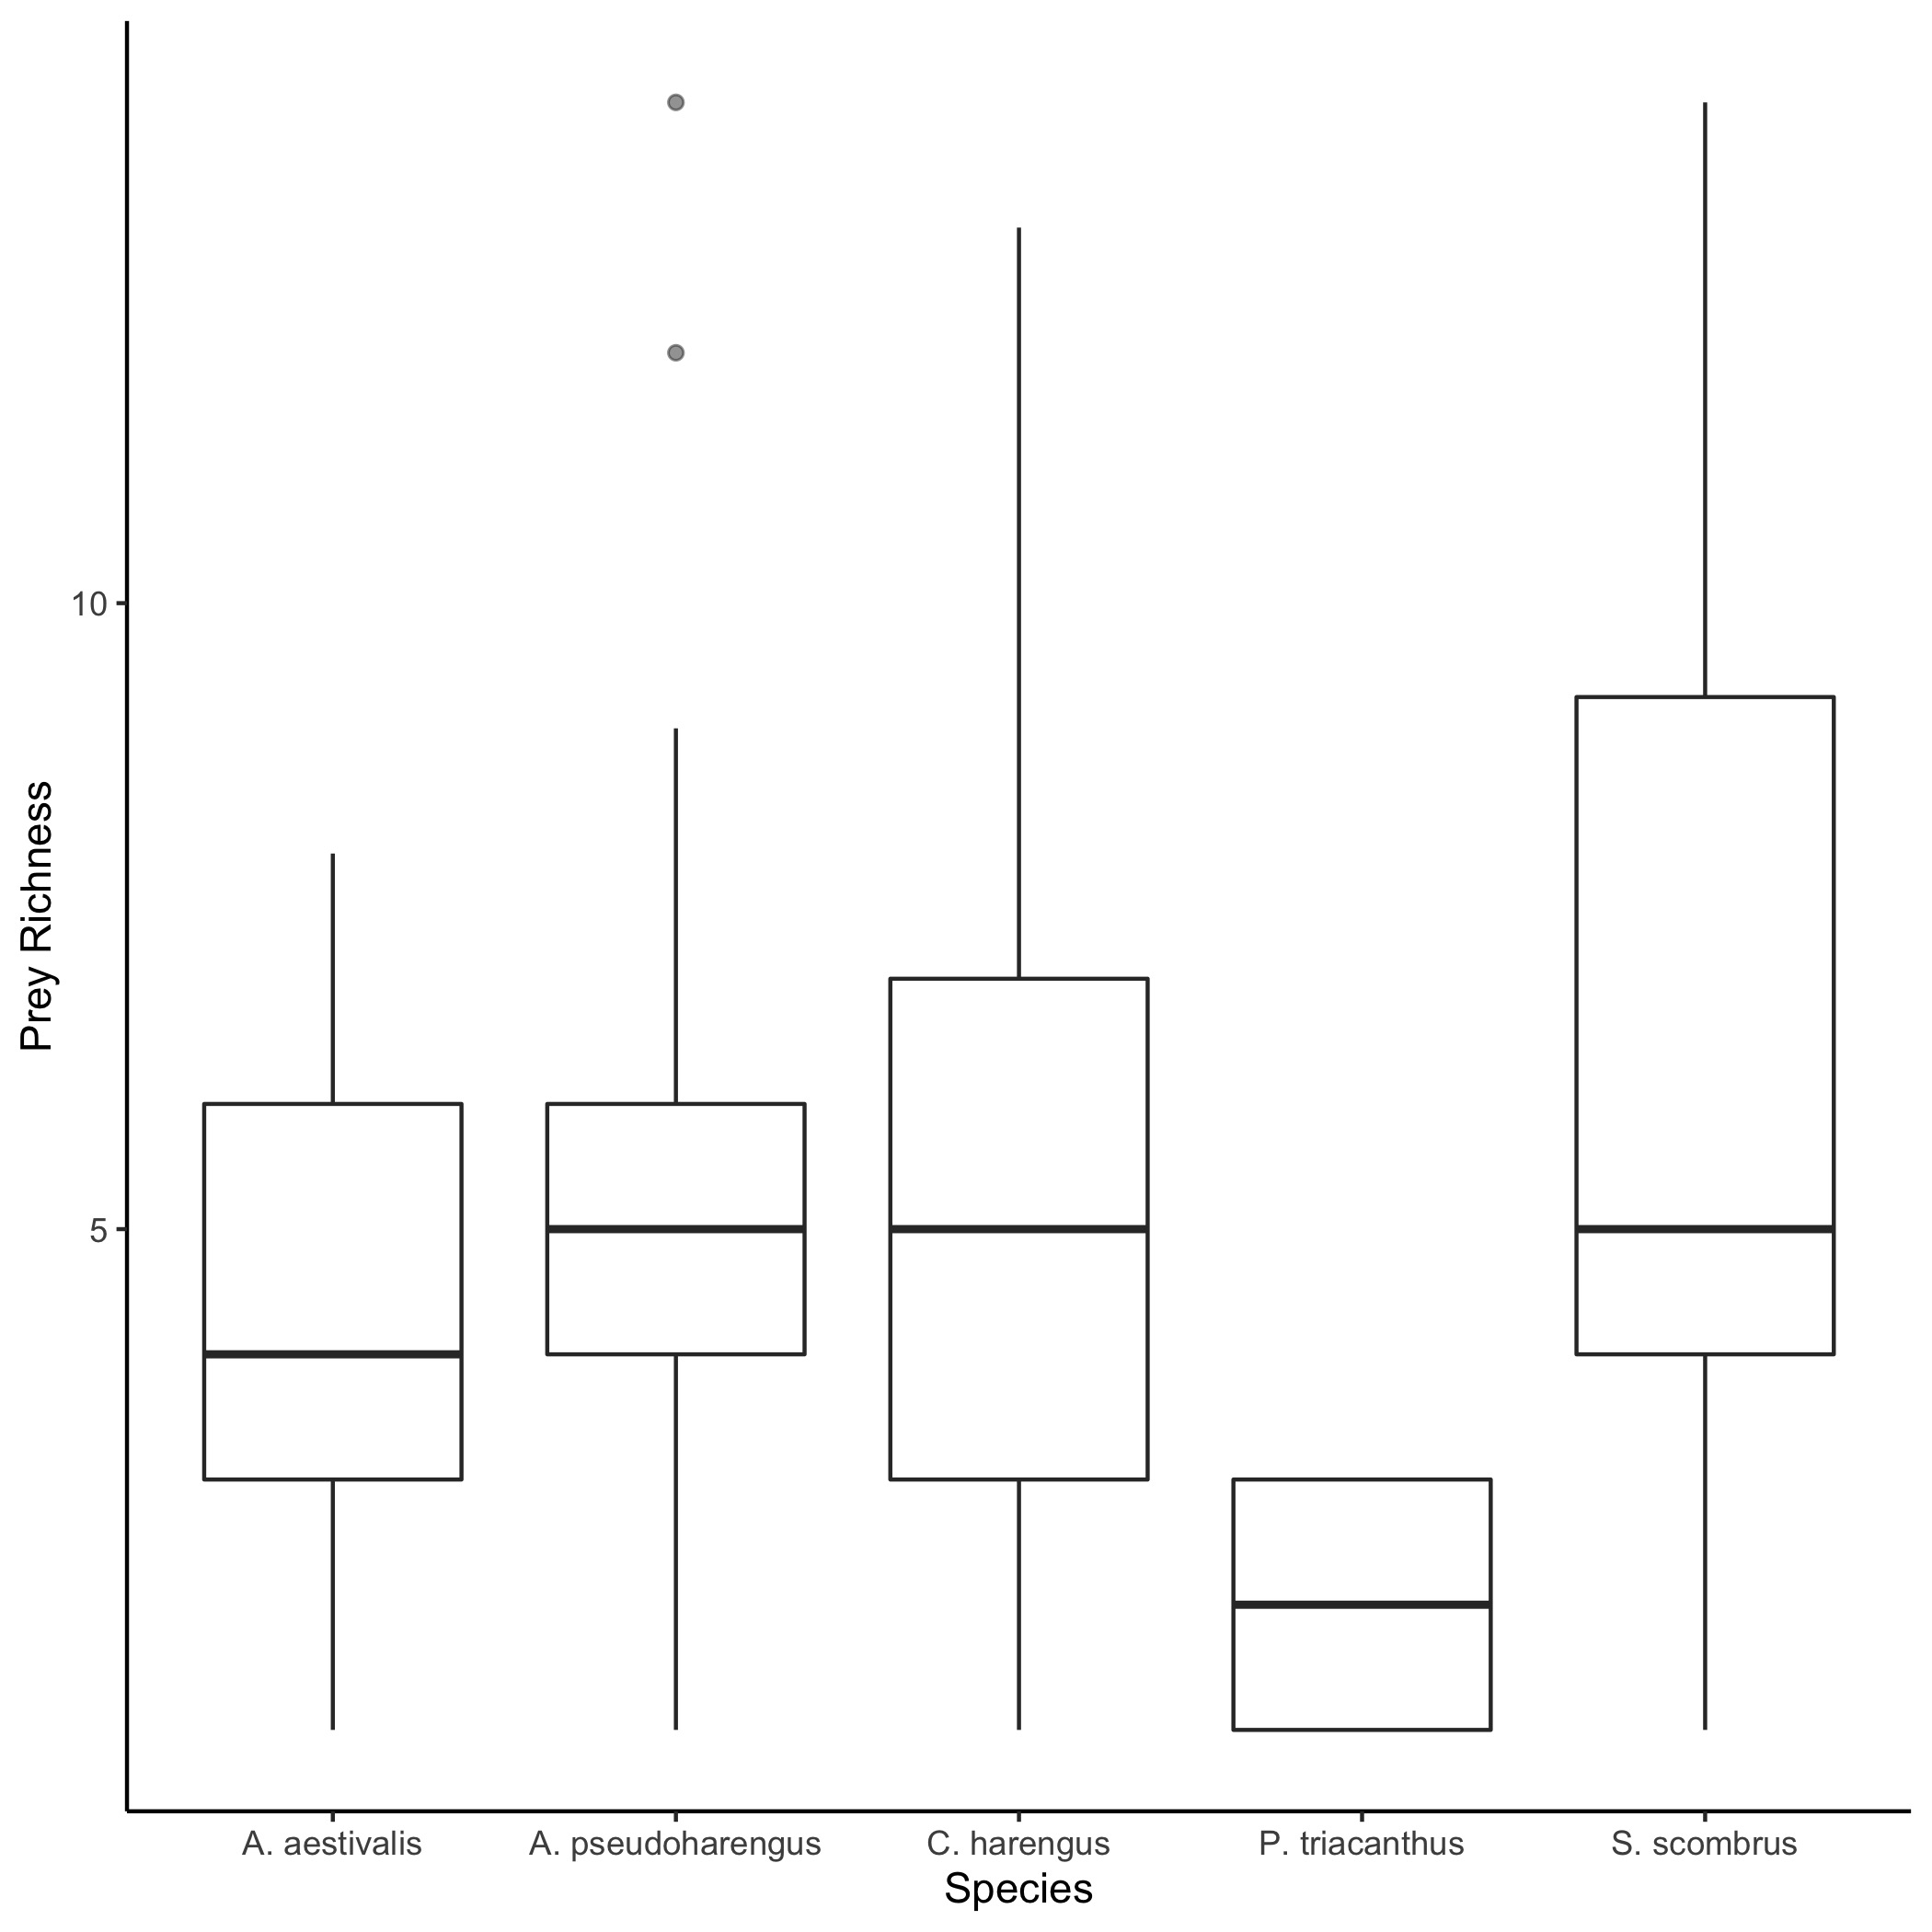 Prey Richness
10
5
A. aestivalis A. pseudoharengus C. harengus P. triacanthus S. scombrus
Species